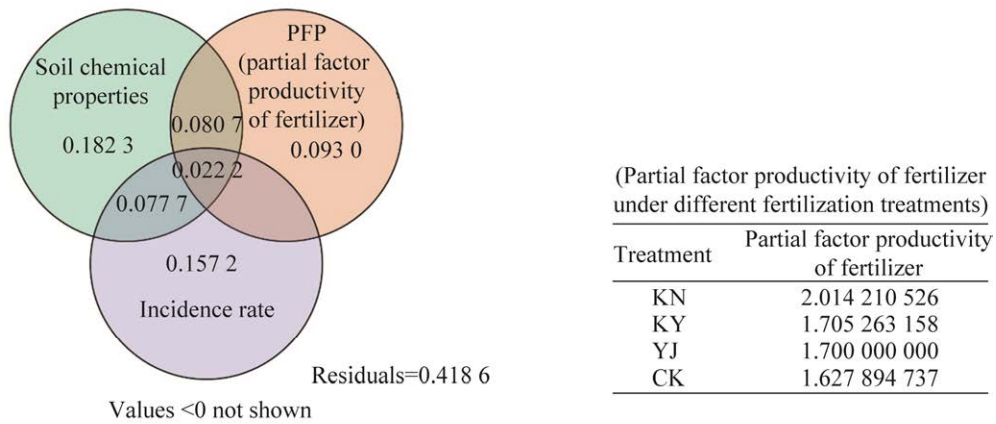 Soil chemical
properties
0.182 3
PFP
(partial factor
productivity
of fertilizer)
0.093 0
0.080 7
0.022 2
0.077 7
0.157 2
Incidence rate
Residuals=0.418 6
Values <0 not shown
(Partial factor productivity of fertilizer
under different fertilization treatments)
Treatment Partial factor productivity
of fertilizer
KN 2.014 210 526
KY 1.705 263 158
YJ 1.700 000 000
CK 1.627 894 737